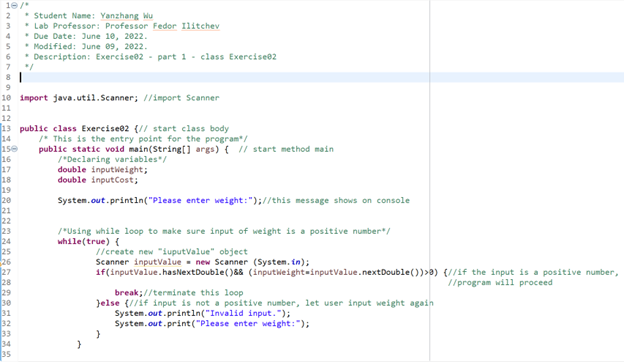 1 /*
2 * Student Name: Yanzhang Wu
3 * Lab Professor: Professor Fedor Ilitchev
4 * Due Date: June 10, 2022.
5 * Modified: June 09, 2022.
6 * Description: Exercise02 - part 1 - class Exercise02
7 */
8
9
10 import java.util.Scanner; //import Scanner
11
12
13 public class Exercise02 {// start class body
14 /* This is the entry point for the program*/
15 public static void main(String[] args) { // start method main
16 /*Declaring variables*/
17 double inputWeight;
18 double inputCost;
19
20 System.out.println("Please enter weight:");//this message shows on console
21
22
23 /*Using while loop to make sure input of weight is a positive number*/
24 while(true) {
25 //create new "iuputValue" object
26 Scanner inputValue = new Scanner (System.in);
27 if(inputValue.hasNextDouble()&& (inputWeight=inputValue.nextDouble())>0) {//if the input is a positive number,
28 //program will proceed
29 break;//terminate this loop
30 }else {//if input is not a positive number, let user input weight again
31 System.out.println("Invalid input.");
32 System.out.print("Please enter weight:");
33 }
34 }
35